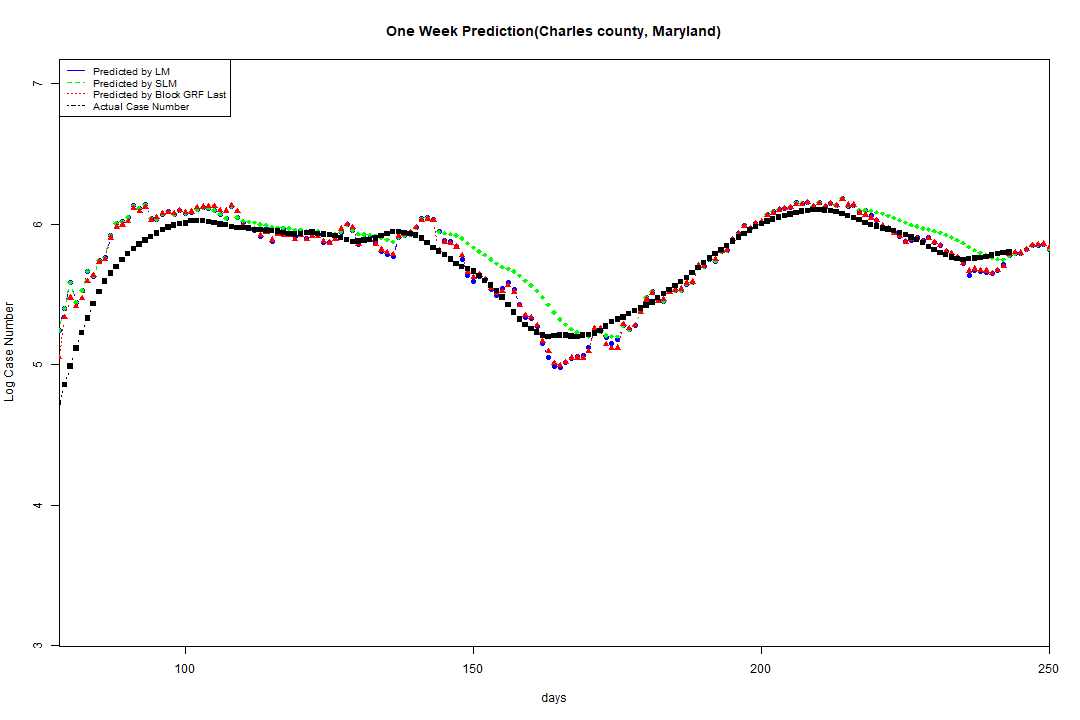 One Week Prediction(Charles county, Maryland)
Predicted by LM
Predicted by SLM
Predicted by Block GRF Last
Actual Case Number
7
6
5
4
3
Log Case Number
100 150 200 250
days